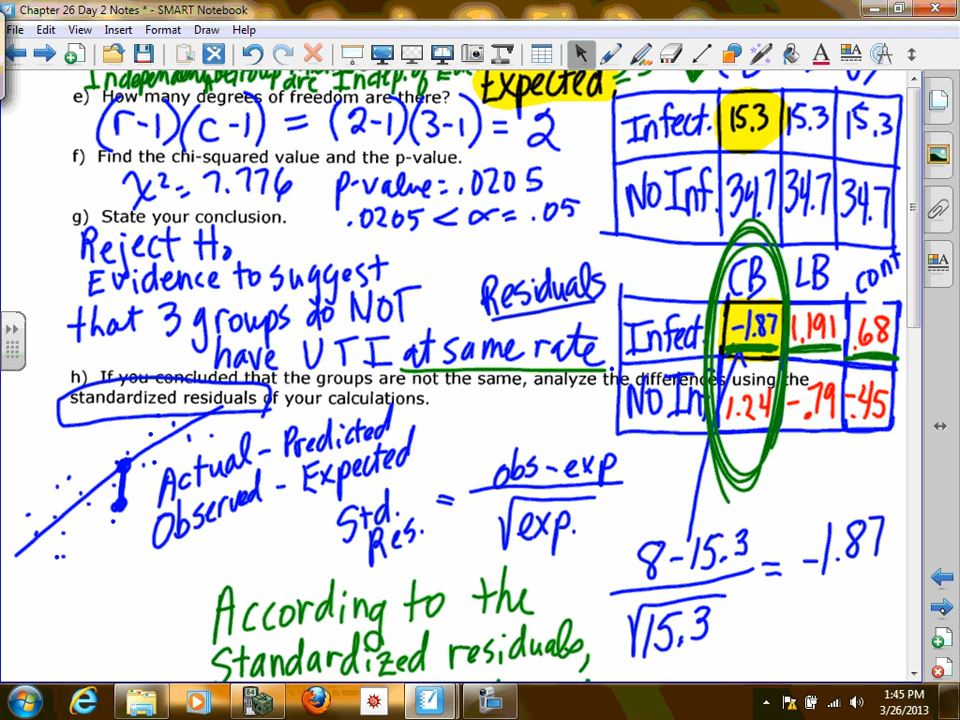 Chapter 26 Day 2 Notes * - SMART Notebook
File Edit View Insert Format Draw Help
are Indep. of
Expected
e) How many degrees of freedom are there?
(r-1)(c-1) = (2-1)(3-1) = 2
Infect. 15.3 15.3 15.3
No Inf. 34.7 34.7 34.7
f) Find the chi-squared value and the p-value.
χ² = 7.776 p-value = .0205
.0205 < α = .05
g) State your conclusion.
Reject H₀
Evidence to suggest
that 3 groups do NOT
have UTI at same rate.
Residuals
CB LB cont
Infect. -1.87 1.191 .68
No Inf 1.24 -.79 -.45
h) If you concluded that the groups are not the same, analyze the differences using the
standardized residuals of your calculations.
Actual - Predicted
Observed - Expected
Std. Res. = obs-exp / √exp.
8-15.3 / √15.3 = -1.87
According to the
standardized residuals,
1:45 PM
3/26/2013